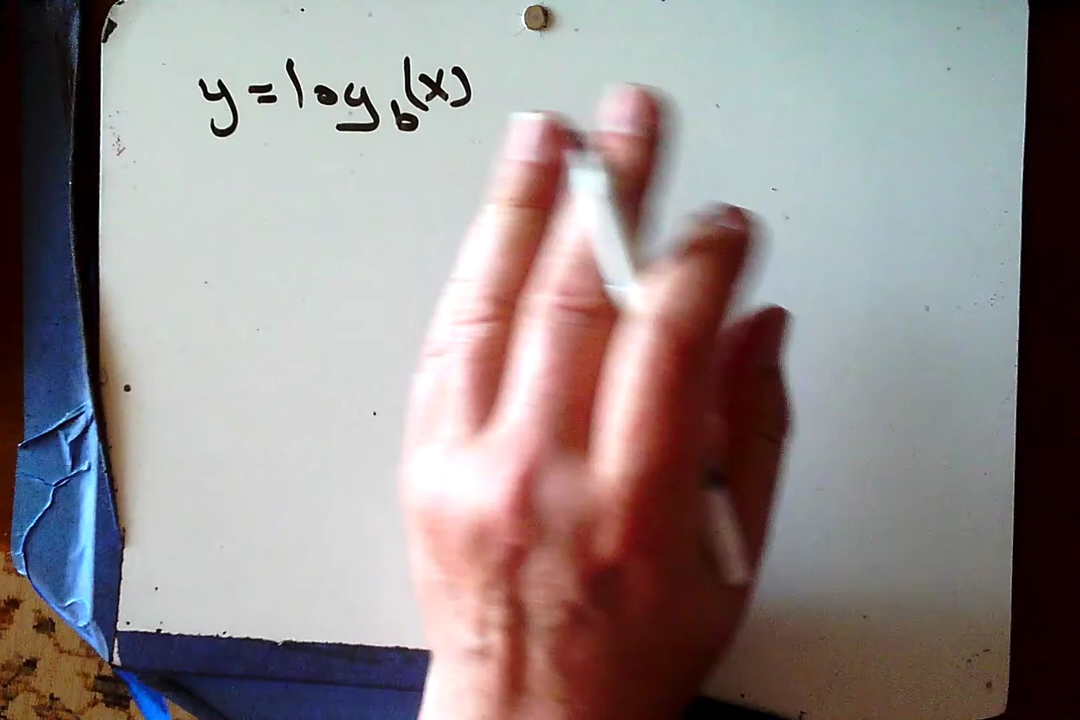 y = log_b(x)